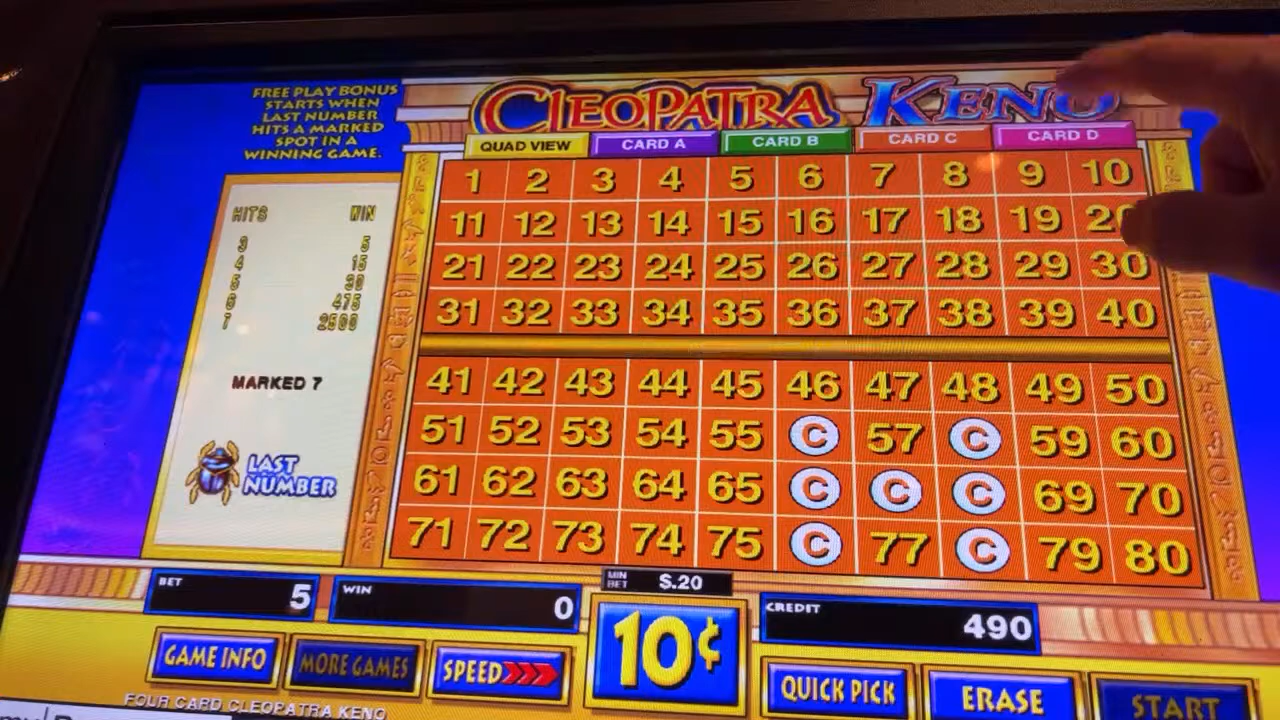 FREE PLAY BONUS
STARTS WHEN
LAST NUMBER
HITS A MARKED
SPOT IN A
WINNING GAME.
CLEOPATRA KENO
QUAD VIEW CARD A CARD B CARD C CARD D
HITS WIN
3 5
4 15
5 30
6 475
7 2500
MARKED 7
LAST
NUMBER
1 2 3 4 5 6 7 8 9 10
11 12 13 14 15 16 17 18 19 20
21 22 23 24 25 26 27 28 29 30
31 32 33 34 35 36 37 38 39 40
41 42 43 44 45 46 47 48 49 50
51 52 53 54 55 C 57 C 59 60
61 62 63 64 65 C C C 69 70
71 72 73 74 75 C 77 C 79 80
BET 5
WIN 0
MIN BET $.20
10¢
CREDIT 490
GAME INFO MORE GAMES SPEED QUICK PICK ERASE START
FOUR CARD CLEOPATRA KENO